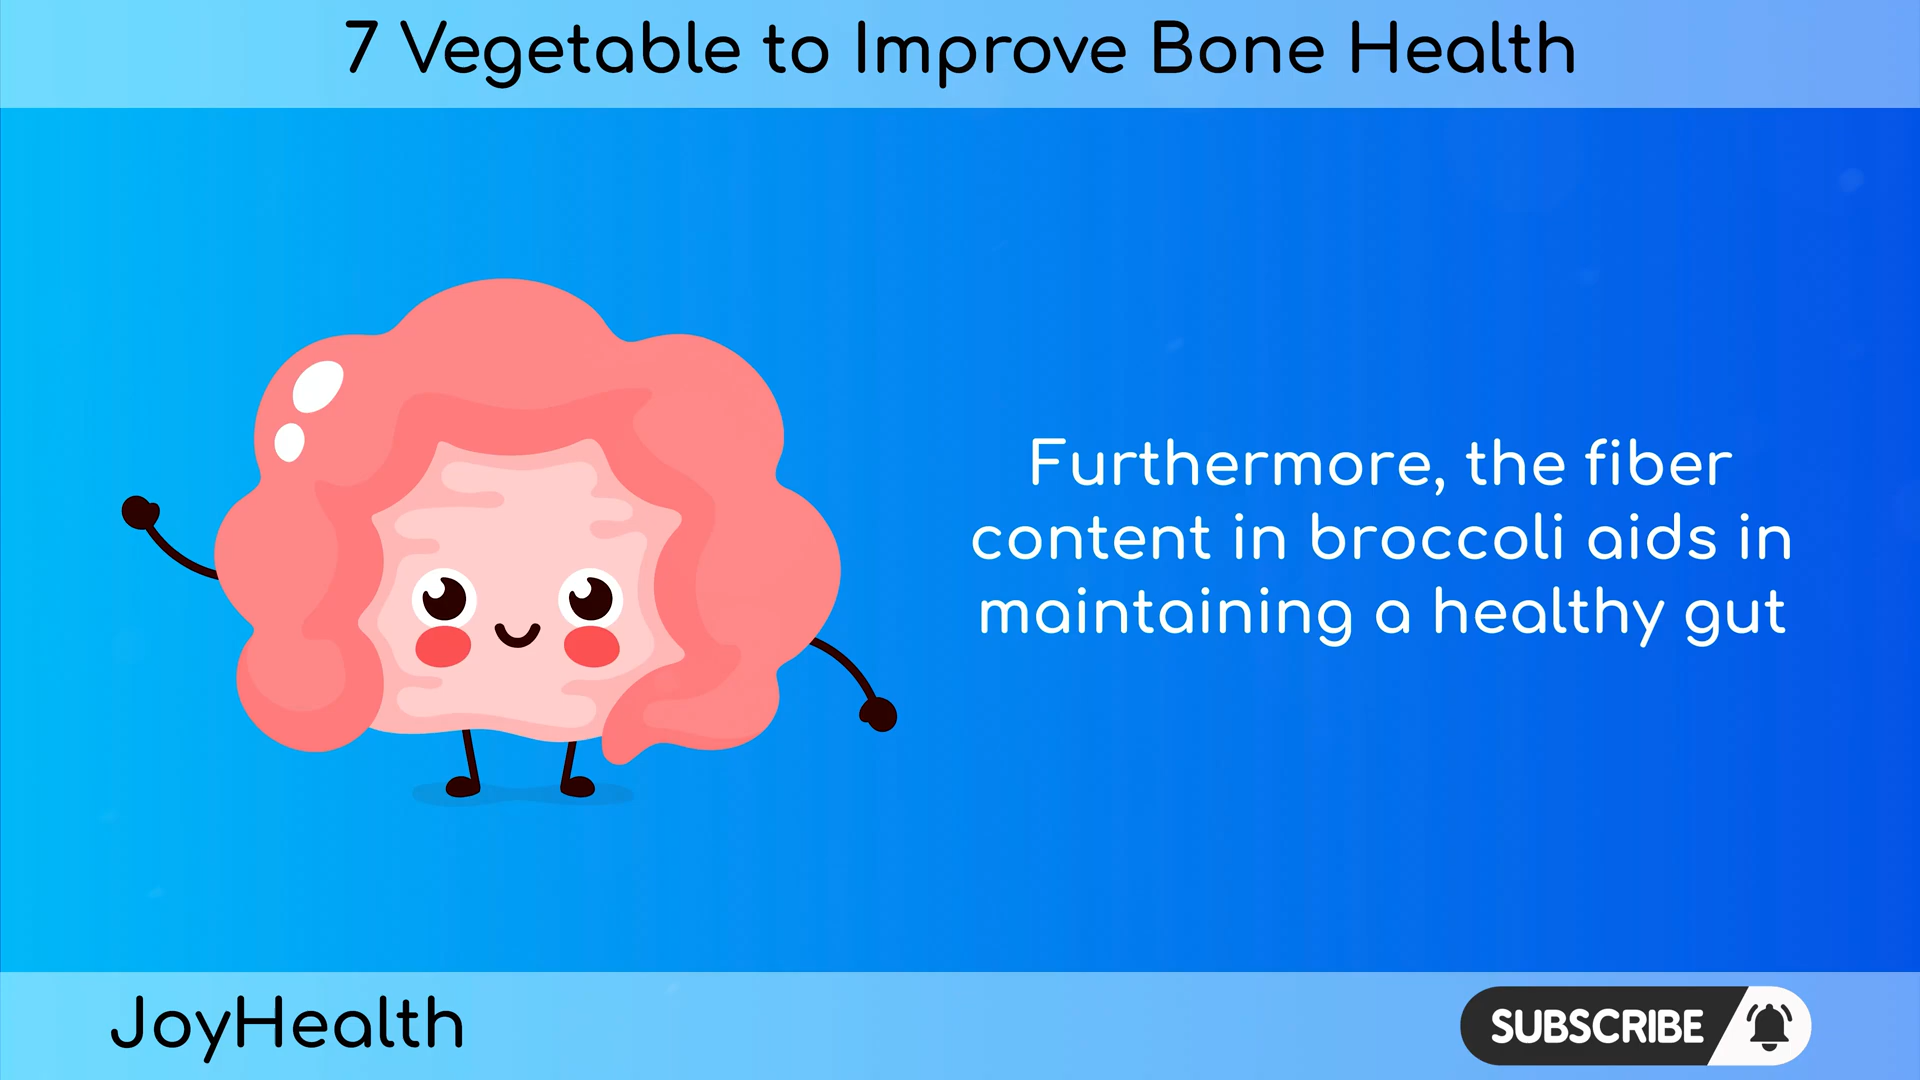 7 Vegetable to Improve Bone Health
Furthermore, the fiber
content in broccoli aids in
maintaining a healthy gut
JoyHealth
SUBSCRIBE